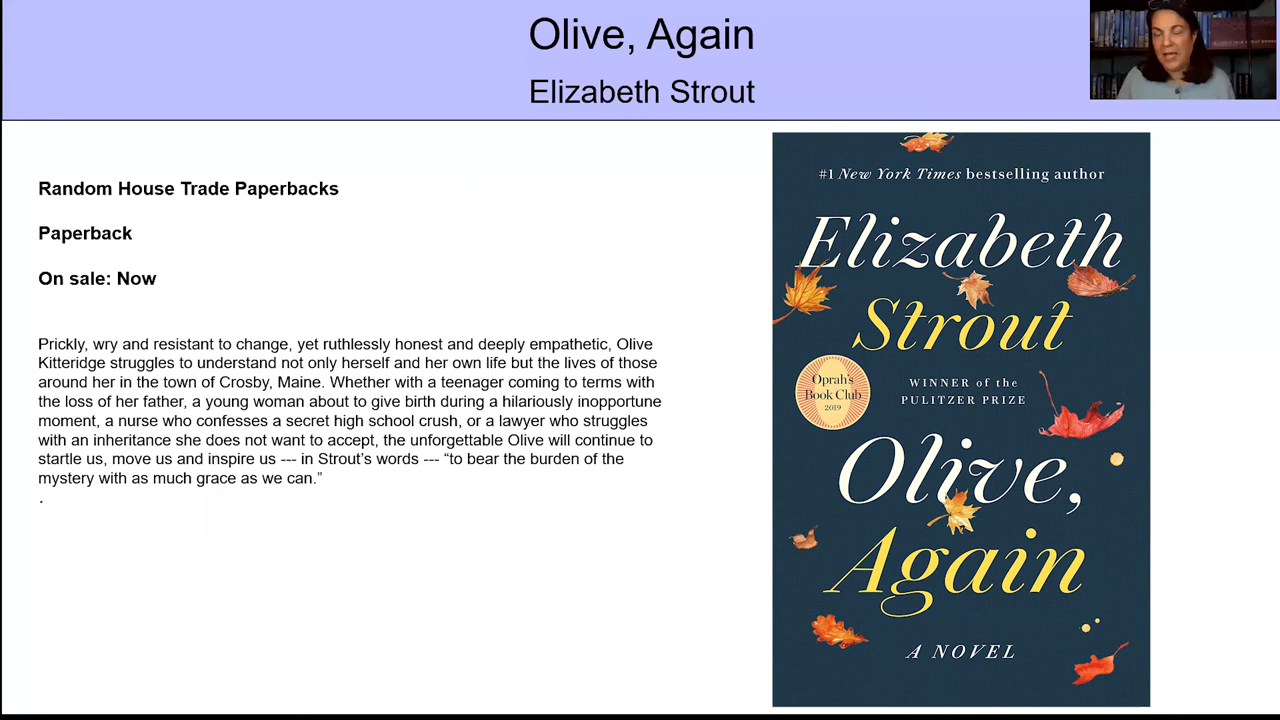 Olive, Again
Elizabeth Strout
Random House Trade Paperbacks
Paperback
On sale: Now
Prickly, wry and resistant to change, yet ruthlessly honest and deeply empathetic, Olive
Kitteridge struggles to understand not only herself and her own life but the lives of those
around her in the town of Crosby, Maine. Whether with a teenager coming to terms with
the loss of her father, a young woman about to give birth during a hilariously inopportune
moment, a nurse who confesses a secret high school crush, or a lawyer who struggles
with an inheritance she does not want to accept, the unforgettable Olive will continue to
startle us, move us and inspire us --- in Strout's words --- “to bear the burden of the
mystery with as much grace as we can.”
.
#1 New York Times bestselling author
Elizabeth
Strout
Oprah's
Book Club
2019
WINNER of the
PULITZER PRIZE
Olive,
Again
A NOVEL